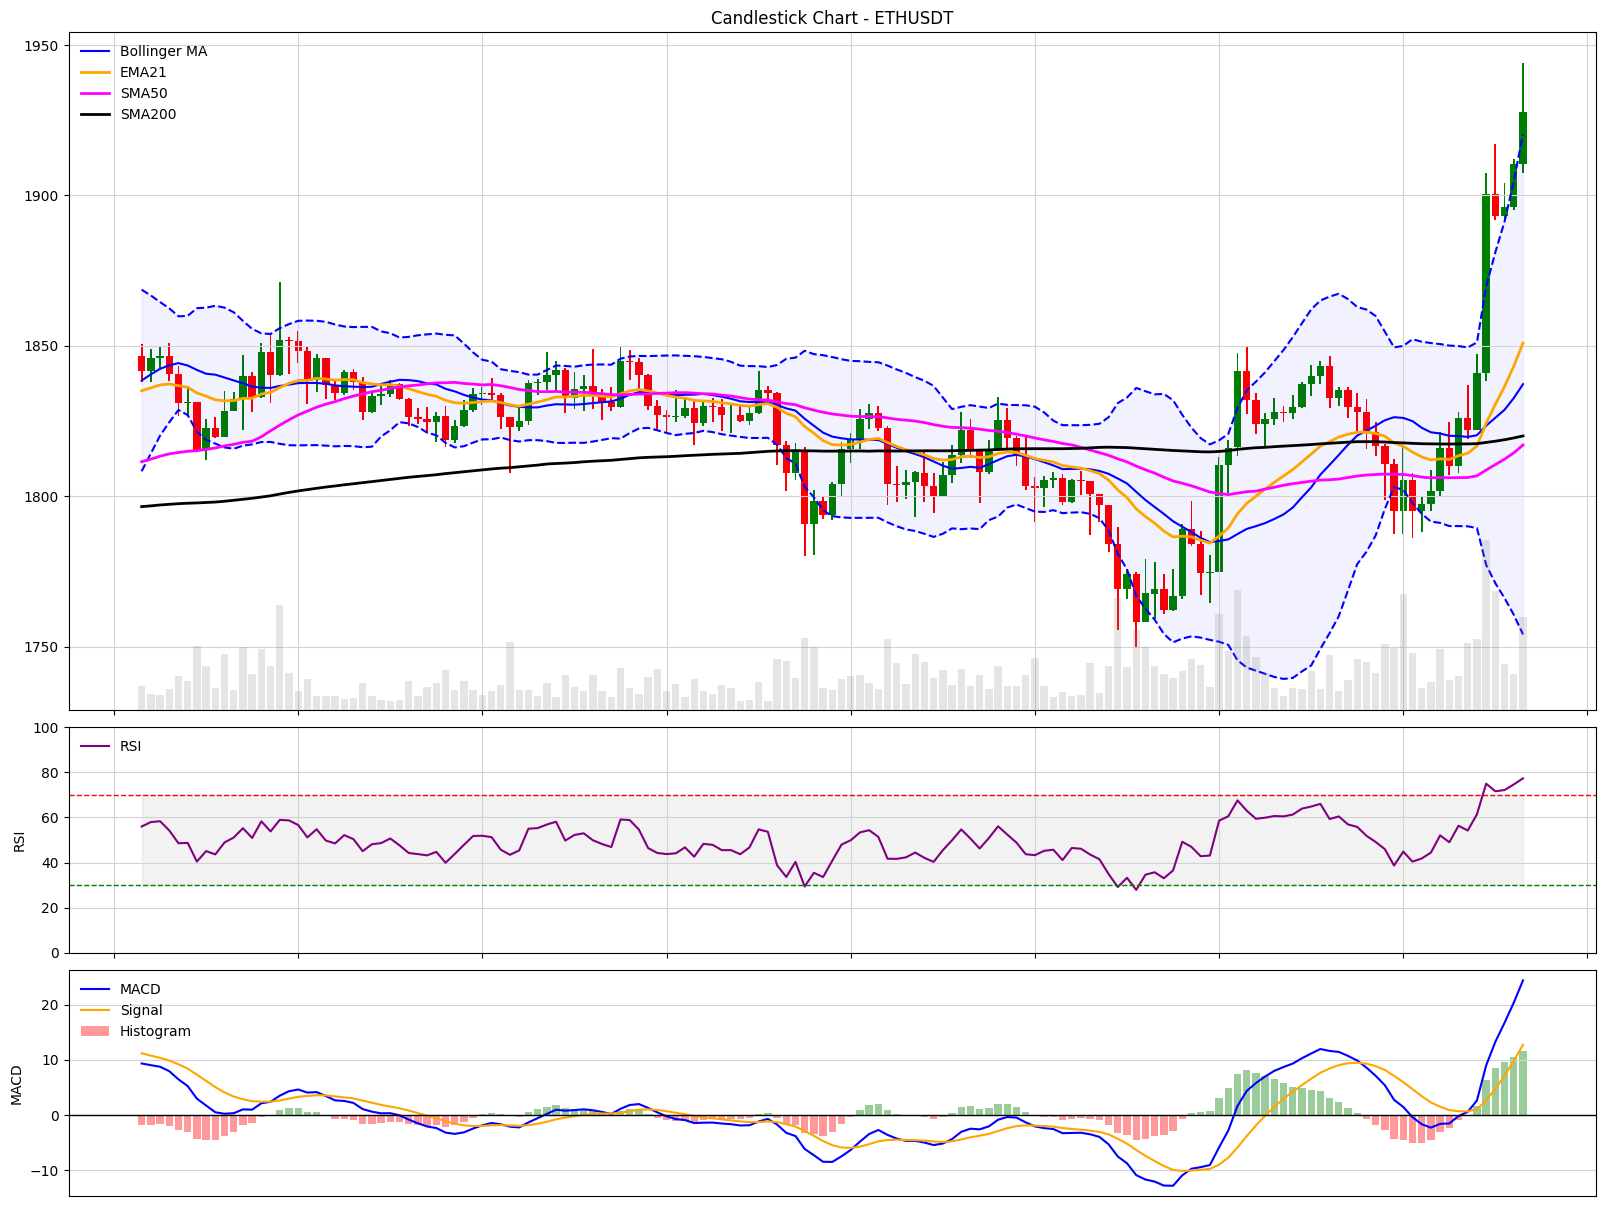 Candlestick Chart - ETHUSDT
1950
1900
1850
1800
1750
Bollinger MA
EMA21
SMA50
SMA200
100
80
60
40
20
0
RSI
RSI
20
10
0
−10
MACD
MACD
Signal
Histogram